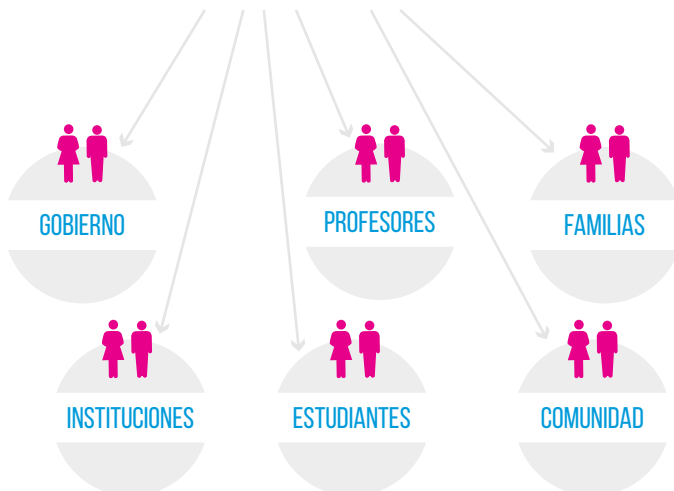 GOBIERNO
PROFESORES
FAMILIAS
INSTITUCIONES
ESTUDIANTES
COMUNIDAD